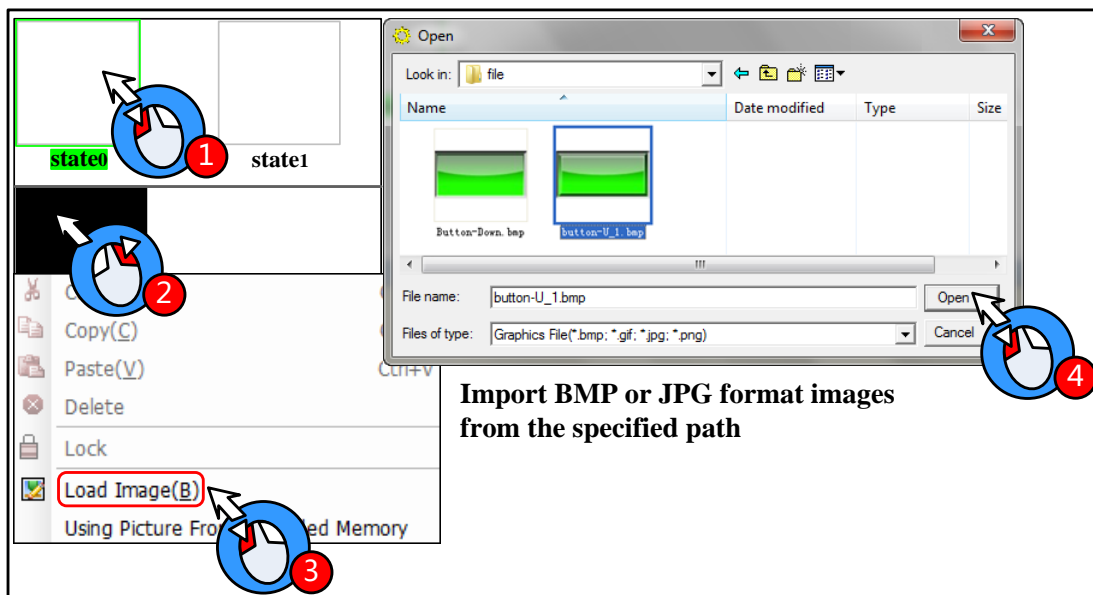 state0
state1
1
2
C
Copy(C)
Paste(V) Ctrl+V
Delete
Lock
Load Image(B)
Using Picture Fro ed Memory
3
Open
Look in: file
Name Date modified Type Size
Button-Down.bmp
button-U_1.bmp
File name: button-U_1.bmp Open
Files of type: Graphics File(*.bmp; *.gif; *.jpg; *.png) Cancel
4
Import BMP or JPG format images
from the specified path